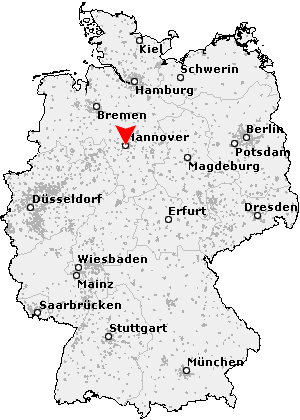 Kiel
Schwerin
Hamburg
Bremen
Hannover
Berlin
Potsdam
Magdeburg
Düsseldorf
Erfurt
Dresden
Wiesbaden
Mainz
Saarbrücken
Stuttgart
München